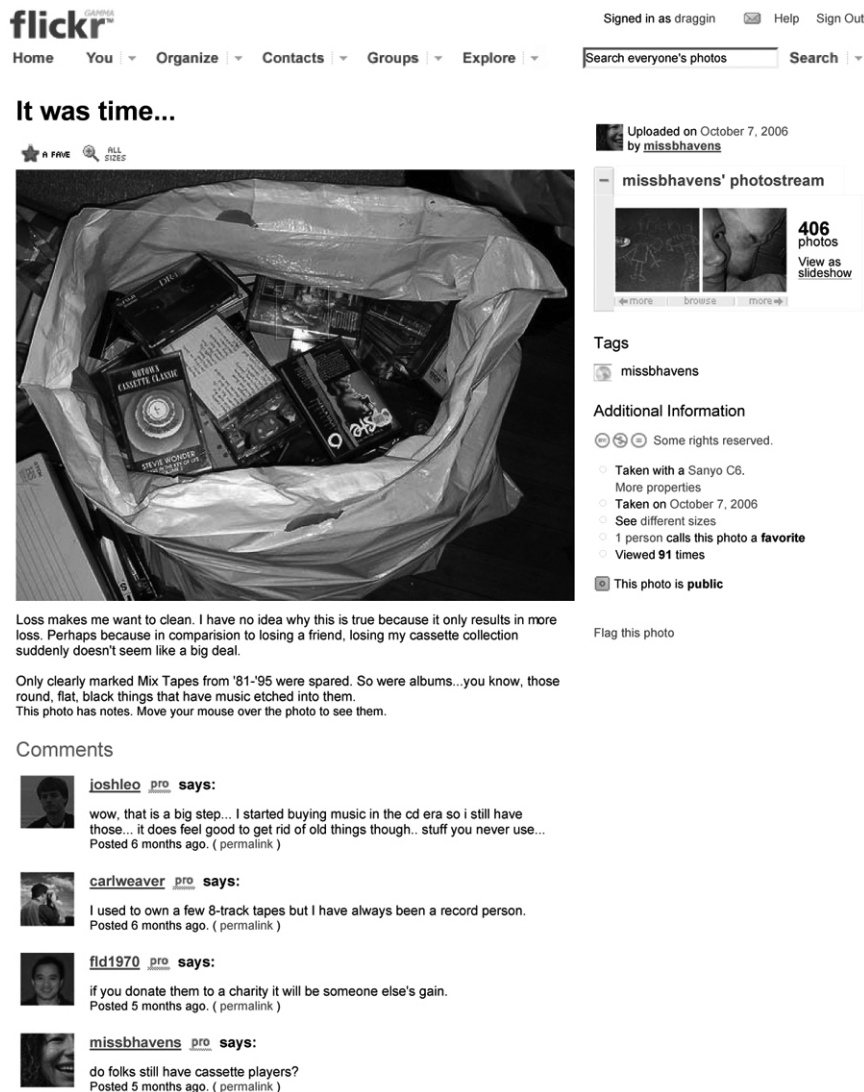 flickr GAMMA
Signed in as draggin Help Sign Out
Home You Organize Contacts Groups Explore Search everyone's photos Search
It was time...
A FAVE ALL SIZES
Uploaded on October 7, 2006
by missbhavens
missbhavens' photostream
406
photos
View as
slideshow
more browse more
Tags
missbhavens
Additional Information
Some rights reserved.
Taken with a Sanyo C6.
More properties
Taken on October 7, 2006
See different sizes
1 person calls this photo a favorite
Viewed 91 times
This photo is public
Flag this photo
MOTOWN
CASSETTE CLASSIC
STEVIE WONDER
IN THE KEY OF LIFE
Loss makes me want to clean. I have no idea why this is true because it only results in more
loss. Perhaps because in comparision to losing a friend, losing my cassette collection
suddenly doesn't seem like a big deal.
Only clearly marked Mix Tapes from '81-'95 were spared. So were albums...you know, those
round, flat, black things that have music etched into them.
This photo has notes. Move your mouse over the photo to see them.
Comments
joshleo pro says:
wow, that is a big step... I started buying music in the cd era so i still have
those... it does feel good to get rid of old things though.. stuff you never use...
Posted 6 months ago. ( permalink )
carlweaver pro says:
I used to own a few 8-track tapes but I have always been a record person.
Posted 6 months ago. ( permalink )
fld1970 pro says:
if you donate them to a charity it will be someone else's gain.
Posted 5 months ago. ( permalink )
missbhavens pro says:
do folks still have cassette players?
Posted 5 months ago. ( permalink )